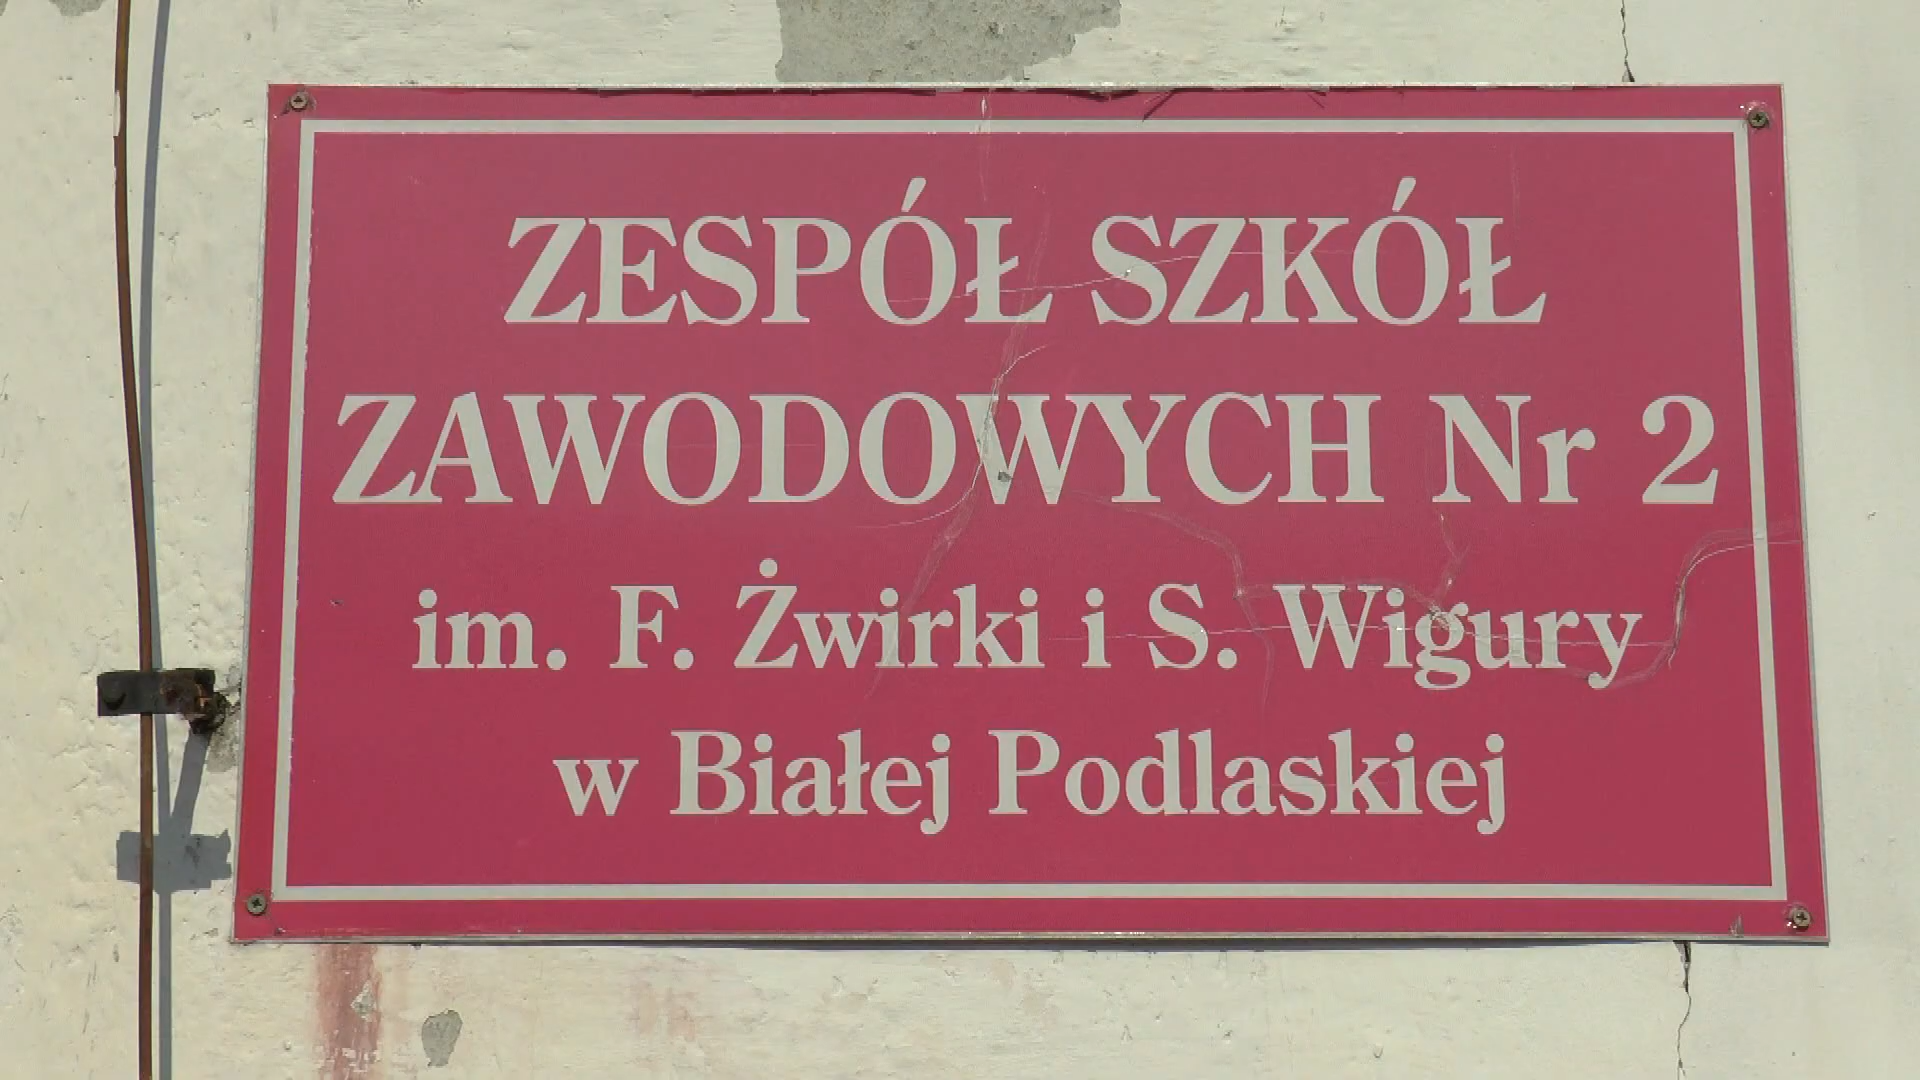 ZESPÓŁ SZKÓŁ
ZAWODOWYCH Nr 2
im. F. Żwirki i S. Wigury
w Białej Podlaskiej